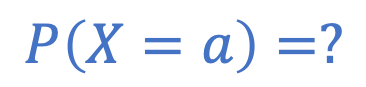 P(X = a) =?